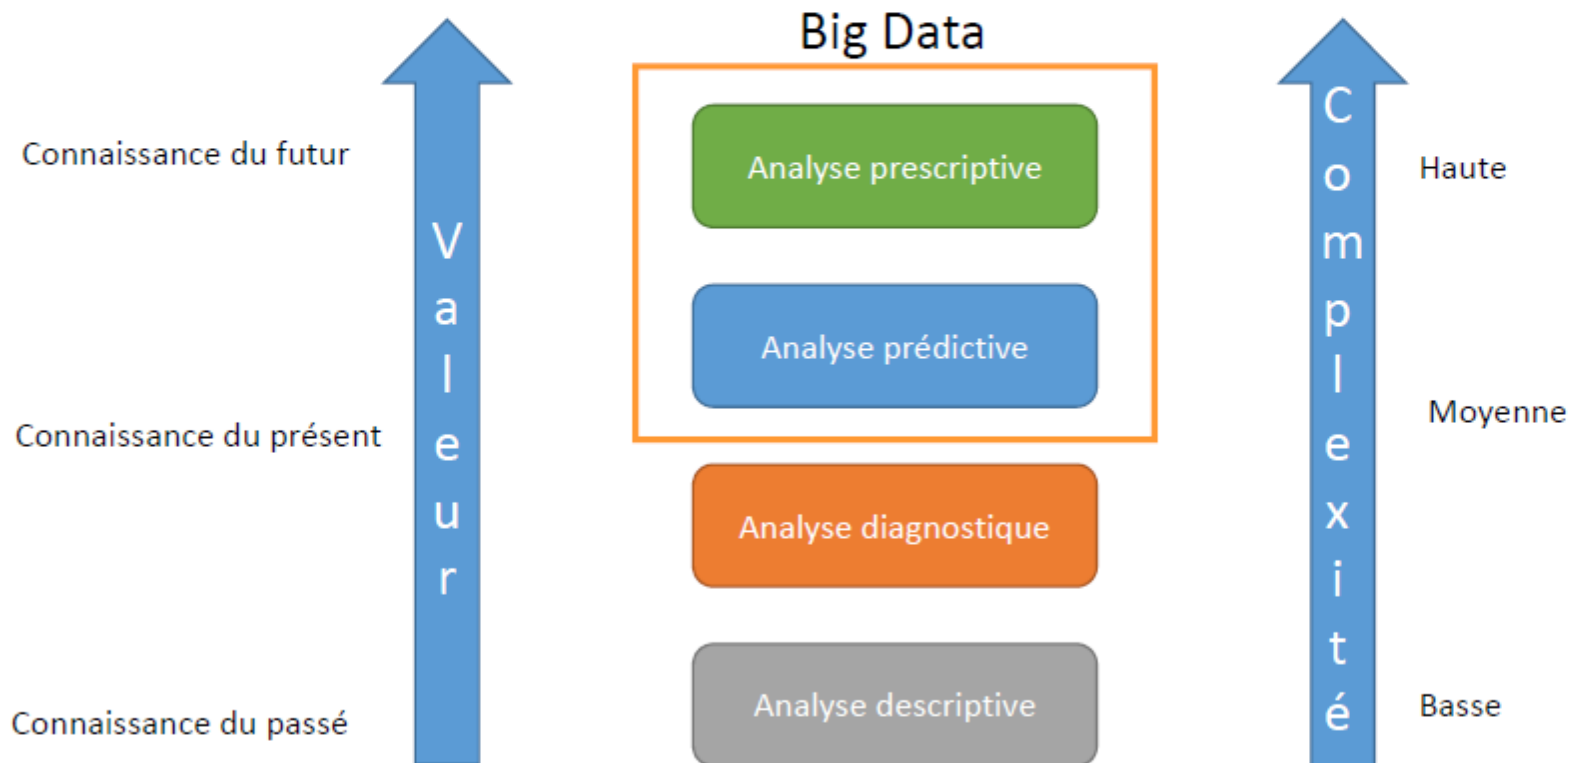 Big Data
Connaissance du futur
Analyse prescriptive
Haute
Valeur
Complexité
Analyse prédictive
Connaissance du présent
Moyenne
Analyse diagnostique
Connaissance du passé
Analyse descriptive
Basse